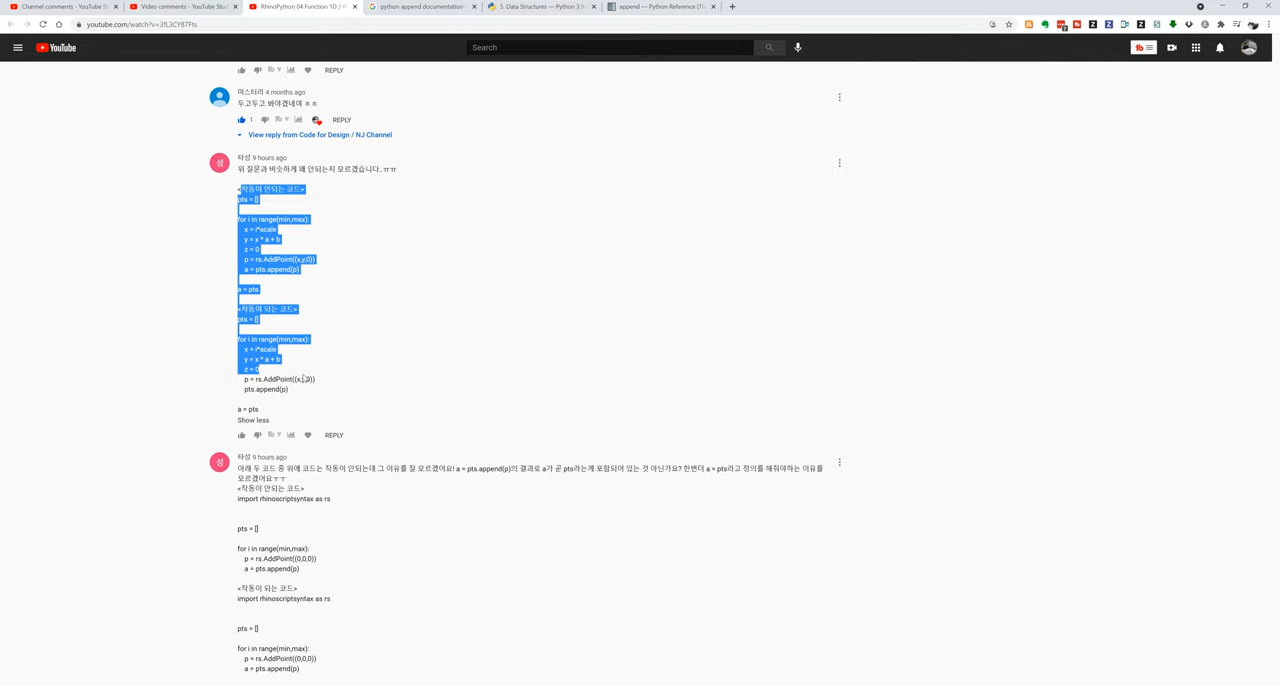 Channel comments - YouTube St
Video comments - YouTube Stud
RhinoPython 04 Function 1D /
python append documentation
5. Data Structures — Python 3.9
append — Python Reference (Th
youtube.com/watch?v=3fL3CYB7Fts
YouTube
Search
REPLY
미스터리 4 months ago
두고두고 봐야겠네여 ㅎㅎ
1 REPLY
View reply from Code for Design / NJ Channel
성
타성 9 hours ago
위 질문과 비슷하게 왜 안되는지 모르겠습니다..ㅠㅠ
<작동이 안되는 코드>
pts = []
for i in range(min,max):
x = i*scale
y = x * a + b
z = 0
p = rs.AddPoint((x,y,0))
a = pts.append(p)
a = pts
<작동이 되는 코드>
pts = []
for i in range(min,max):
x = i*scale
y = x * a + b
z = 0
p = rs.AddPoint((x,y,0))
pts.append(p)
a = pts
Show less
REPLY
성
타성 9 hours ago
아래 두 코드 중 위에 코드는 작동이 안되는데 그 이유를 잘 모르겠어요! a = pts.append(p)의 결과로 a가 곧 pts라는게 포함되어 있는 것 아닌가요? 한번더 a = pts라고 정의를 해줘야하는 이유를
모르겠어요ㅜㅜ
<작동이 안되는 코드>
import rhinoscriptsyntax as rs
pts = []
for i in range(min,max):
p = rs.AddPoint((0,0,0))
a = pts.append(p)
<작동이 되는 코드>
import rhinoscriptsyntax as rs
pts = []
for i in range(min,max):
p = rs.AddPoint((0,0,0))
a = pts.append(p)